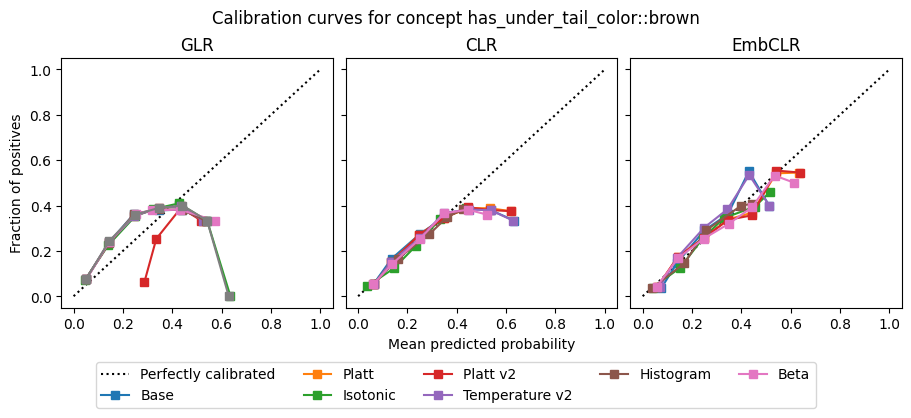 Calibration curves for concept has_under_tail_color::brown
GLR
CLR
EmbCLR
Fraction of positives
1.0
0.8
0.6
0.4
0.2
0.0
0.0 0.2 0.4 0.6 0.8 1.0
0.0 0.2 0.4 0.6 0.8 1.0
0.0 0.2 0.4 0.6 0.8 1.0
Mean predicted probability
Perfectly calibrated Platt Platt v2 Histogram Beta
Base Isotonic Temperature v2